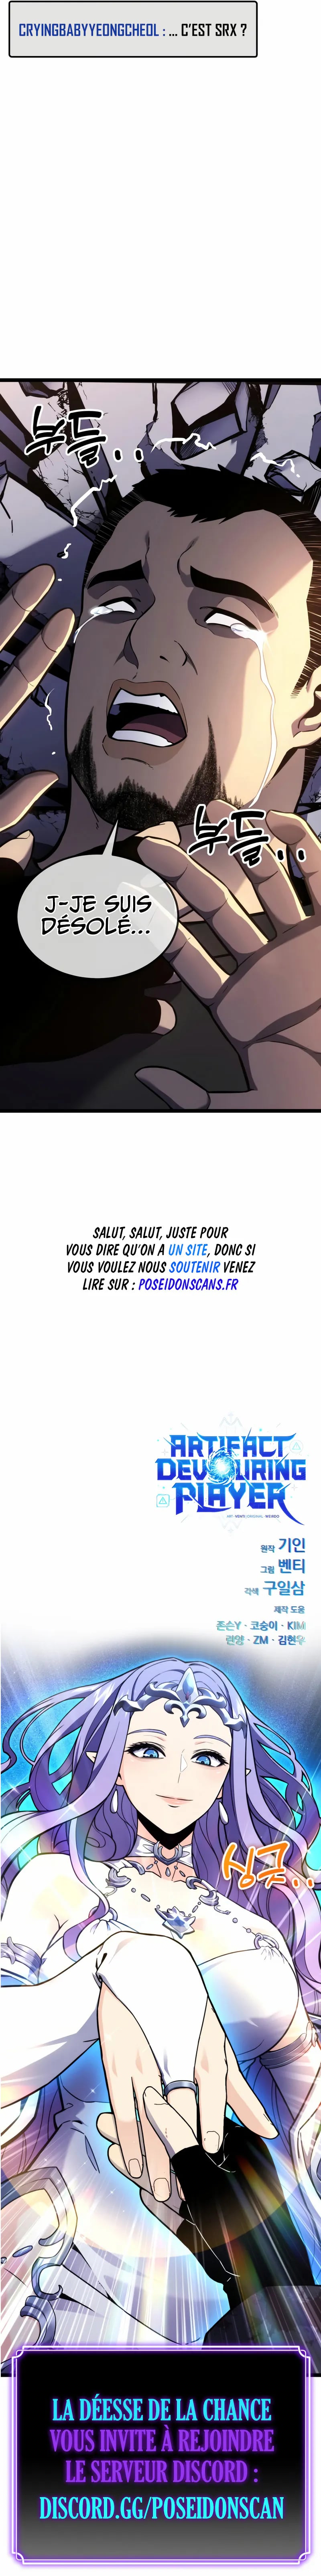 CRYINGBABYYEONGCHEOL : ... C'EST SRX ?
부들..
부들..
J-JE SUIS
DÉSOLÉ...
SALUT, SALUT, JUSTE POUR
VOUS DIRE QU'ON A UN SITE, DONC SI
VOUS VOULEZ NOUS SOUTENIR VENEZ
LIRE SUR : POSEIDONSCANS.FR
ARTIFACT
DEVOURING
PLAYER
원작 기인
그림 벤티
각색 구일삼
제작 도움
존슨Y · 코숭이 · KIM
련양 · ZM · 김현우
싱긋..
LA DÉESSE DE LA CHANCE
VOUS INVITE À REJOINDRE
LE SERVEUR DISCORD :
DISCORD.GG/POSEIDONSCAN